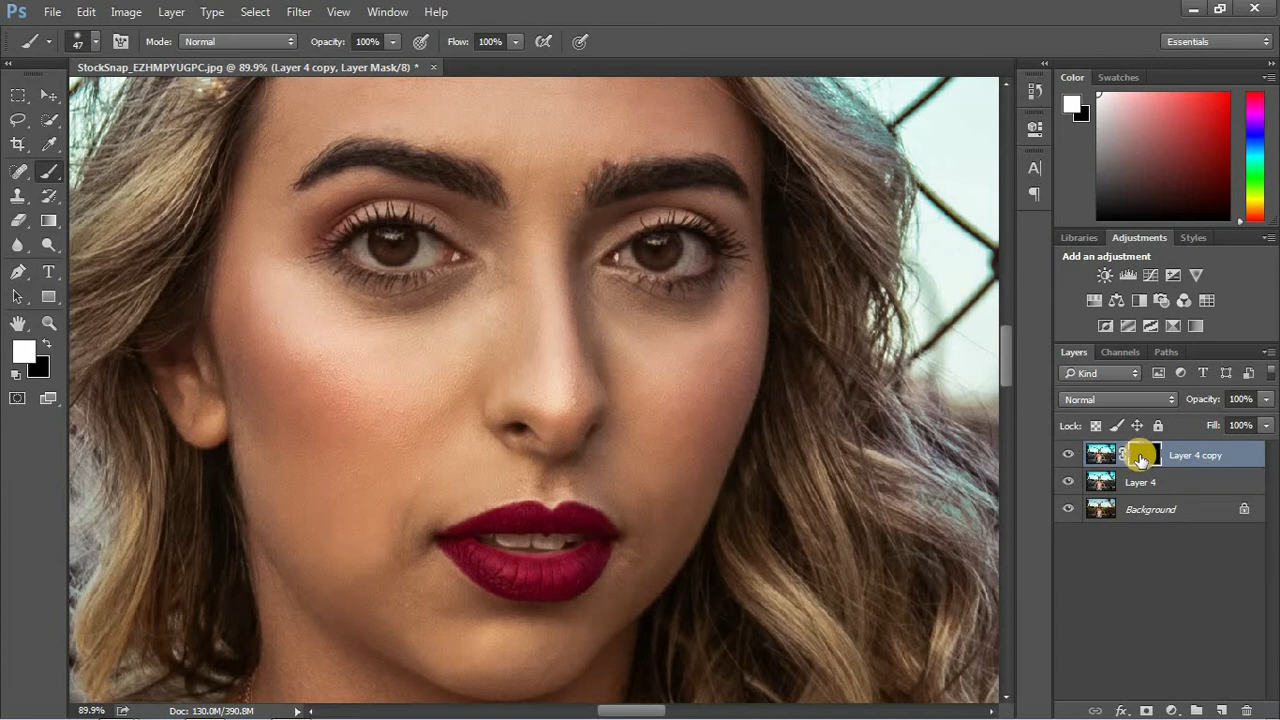 Ps File Edit Image Layer Type Select Filter View Window Help
47 Mode: Normal Opacity: 100% Flow: 100% Essentials
StockSnap_EZHMPYUGPC.jpg @ 89.9% (Layer 4 copy, Layer Mask/8) * ×
Color Swatches
Libraries Adjustments Styles
Add an adjustment
Layers Channels Paths
Kind
Normal Opacity: 100%
Lock: Fill: 100%
Layer 4 copy
Layer 4
Background
89.9% Doc: 130.0M/390.8M